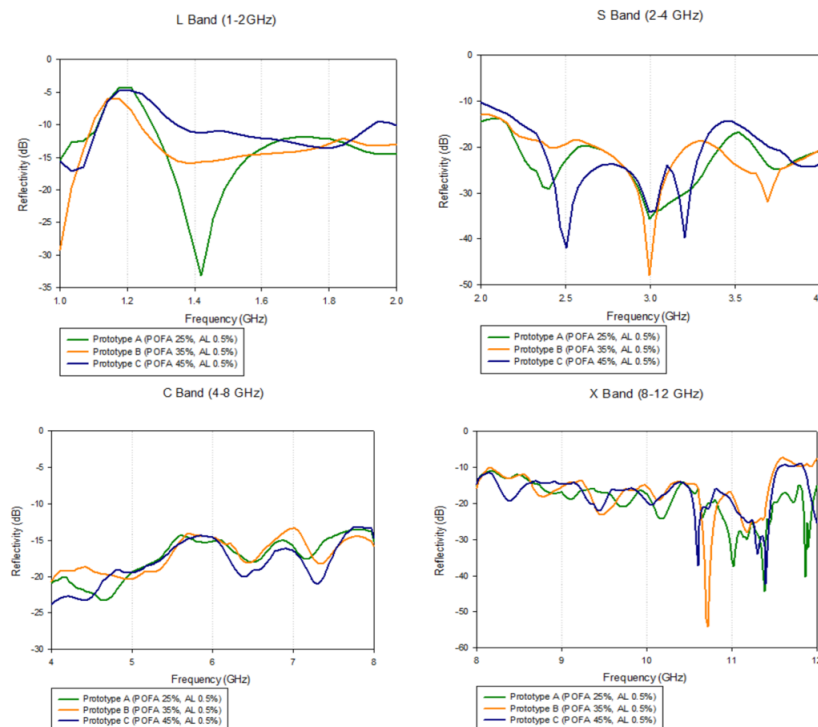 L Band (1-2GHz)
0
-5
-10
-15
-20
-25
-30
-35
Reflectivity (dB)
1.0 1.2 1.4 1.6 1.8 2.0
Frequency (GHz)
Prototype A (POFA 25%, AL 0.5%)
Prototype B (POFA 35%, AL 0.5%)
Prototype C (POFA 45%, AL 0.5%)
S Band (2-4 GHz)
0
-10
-20
-30
-40
-50
Reflectivity (dB)
2.0 2.5 3.0 3.5 4
Frequency (GHz)
Prototype A (POFA 25%, AL 0.5%)
Prototype B (POFA 35%, AL 0.5%)
Prototype C (POFA 45%, AL 0.5%)
C Band (4-8 GHz)
0
-5
-10
-15
-20
-25
-30
Reflectivity (dB)
4 5 6 7 8
Frequency (GHz)
Prototype A (POFA 25%, AL 0.5%)
Prototype B (POFA 35%, AL 0.5%)
Prototype C (POFA 45%, AL 0.5%)
X Band (8-12 GHz)
0
-10
-20
-30
-40
-50
-60
Reflectivity (dB)
8 9 10 11 12
Frequency (GHz)
Prototype A (POFA 25%, AL 0.5%)
Prototype B (POFA 35%, AL 0.5%)
Prototype C (POFA 45%, AL 0.5%)